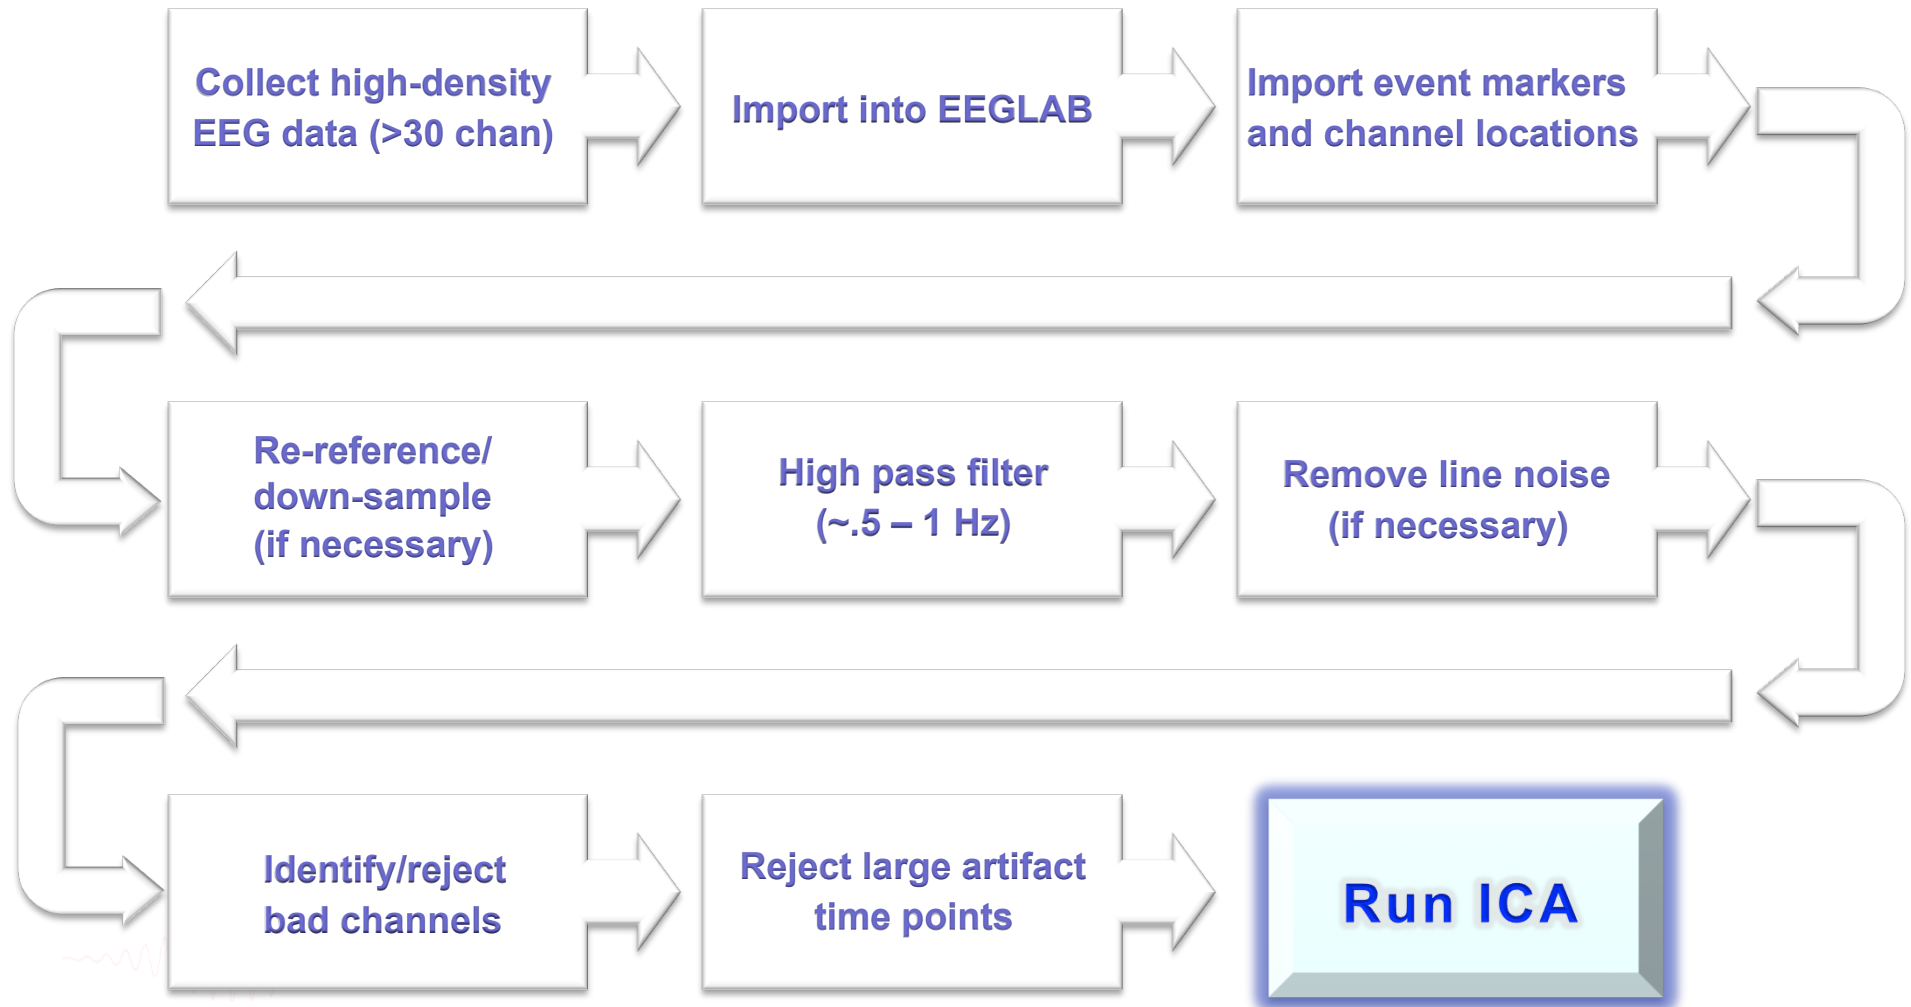 Collect high-density
EEG data (>30 chan)
Import into EEGLAB
Import event markers
and channel locations
Re-reference/
down-sample
(if necessary)
High pass filter
(~.5 – 1 Hz)
Remove line noise
(if necessary)
Identify/reject
bad channels
Reject large artifact
time points
Run ICA